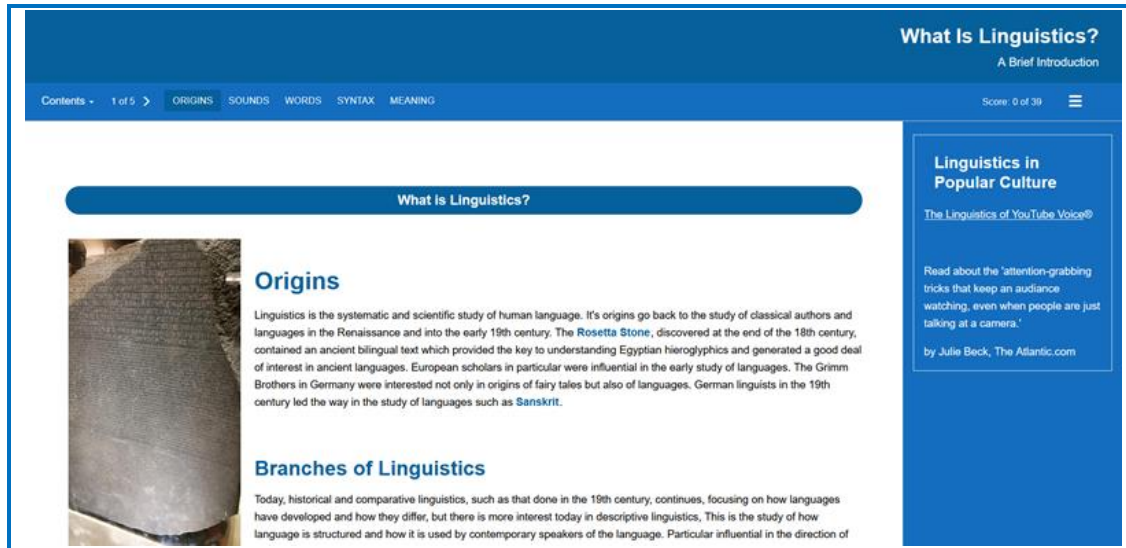 What Is Linguistics?
A Brief Introduction
Contents 1 of 5 ORIGINS SOUNDS WORDS SYNTAX MEANING Score: 0 of 39
What is Linguistics?
Origins
Linguistics is the systematic and scientific study of human language. It's origins go back to the study of classical authors and
languages in the Renaissance and into the early 19th century. The Rosetta Stone, discovered at the end of the 18th century,
contained an ancient bilingual text which provided the key to understanding Egyptian hieroglyphics and generated a good deal
of interest in ancient languages. European scholars in particular were influential in the early study of languages. The Grimm
Brothers in Germany were interested not only in origins of fairy tales but also of languages. German linguists in the 19th
century led the way in the study of languages such as Sanskrit.
Branches of Linguistics
Today, historical and comparative linguistics, such as that done in the 19th century, continues, focusing on how languages
have developed and how they differ, but there is more interest today in descriptive linguistics, This is the study of how
language is structured and how it is used by contemporary speakers of the language. Particular influential in the direction of
Linguistics in
Popular Culture
The Linguistics of YouTube Voice®
Read about the 'attention-grabbing
tricks that keep an audience
watching, even when people are just
talking at a camera.'
by Julie Beck, The Atlantic.com